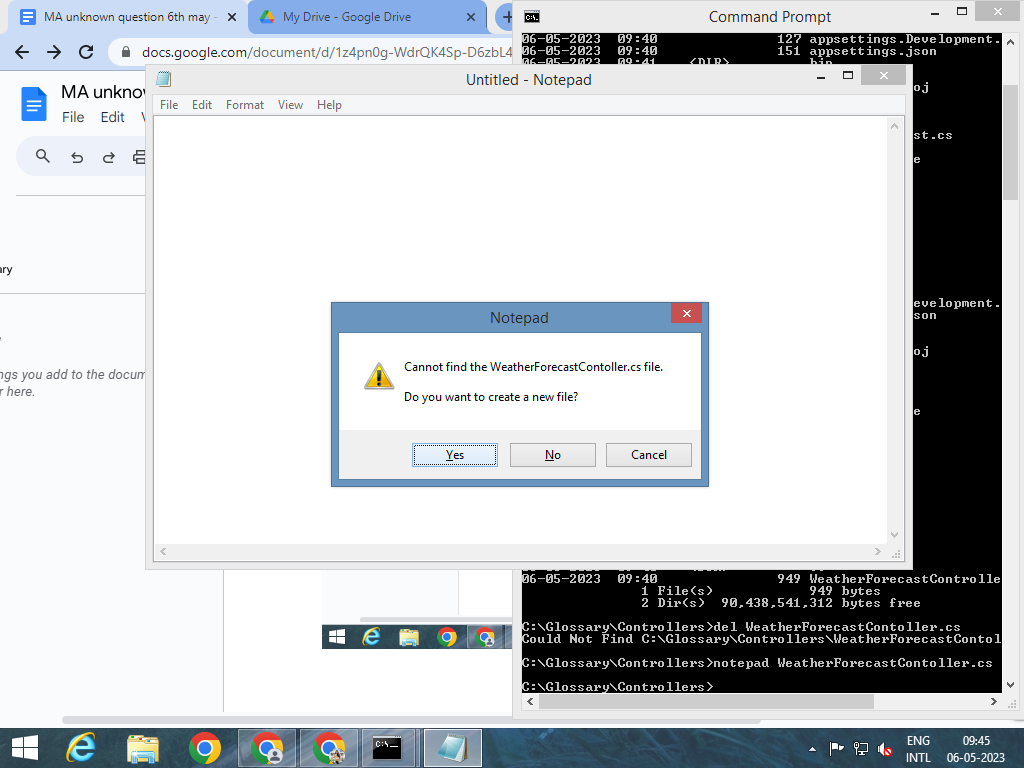 MA unknown question 6th may -
My Drive - Google Drive
docs.google.com/document/d/1z4pn0g-WdrQK4Sp-D6zbL4
MA unknow
File Edit
ary
ngs you add to the docum
r here.
Command Prompt
06-05-2023 09:40 127 appsettings.Development.
06-05-2023 09:40 151 appsettings.json
06-05-2023 09:41 <DIR> bin
oj
st.cs
e
evelopment.
son
oj
e
Untitled - Notepad
File Edit Format View Help
Notepad
Cannot find the WeatherForecastContoller.cs file.
Do you want to create a new file?
Yes No Cancel
06-05-2023 09:40 949 WeatherForecastControlle
1 File(s) 949 bytes
2 Dir(s) 90,438,541,312 bytes free
C:\Glossary\Controllers>del WeatherForecastContoller.cs
Could Not Find C:\Glossary\Controllers\WeatherForecastContol
C:\Glossary\Controllers>notepad WeatherForecastContoller.cs
C:\Glossary\Controllers>
ENG 09:45
INTL 06-05-2023